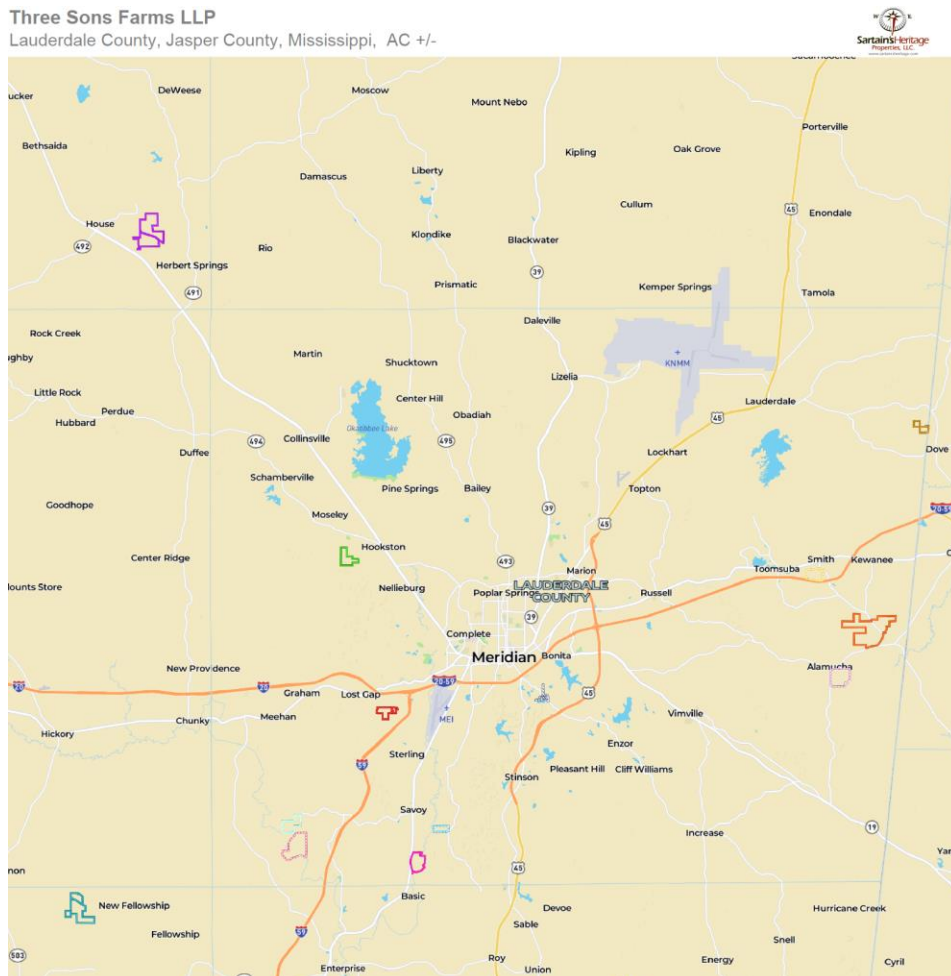 Three Sons Farms LLP
Lauderdale County, Jasper County, Mississippi, AC +/-
W E
Sartain's Heritage
Properties, LLC.
DeWeese
Moscow
Mount Nebo
Porterville
Bethsaida
Kipling
Oak Grove
Damascus
Liberty
Cullum
45
Enondale
House
Klondike
Blackwater
492
Rio
Herbert Springs
39
Prismatic
Kemper Springs
Tamola
491
Daleville
Rock Creek
Martin
Shucktown
KNMM
Lizelia
Little Rock
Center Hill
Lauderdale
Perdue
Obadiah
Hubbard
45
Okatibbee Lake
494
Collinsville
495
Dove
Duffee
Lockhart
Schamberville
Pine Springs
Bailey
Topton
Goodhope
39
Moseley
45
Hookston
Center Ridge
493
Smith
Kewanee
Marion
Toomsuba
LAUDERDALE
COUNTY
Nellieburg
Poplar Springs
Russell
39
Complete
Meridian
Bonita
New Providence
Alamucha
20-59
20
20
Graham
Lost Gap
45
MEI
Meehan
Chunky
Vimville
Hickory
Enzor
Sterling
59
Pleasant Hill
Cliff Williams
Stinson
Savoy
19
Increase
45
Basic
New Fellowship
Devoe
Hurricane Creek
Sable
Fellowship
59
Snell
503
Roy
Energy
Cyril
Enterprise
Union